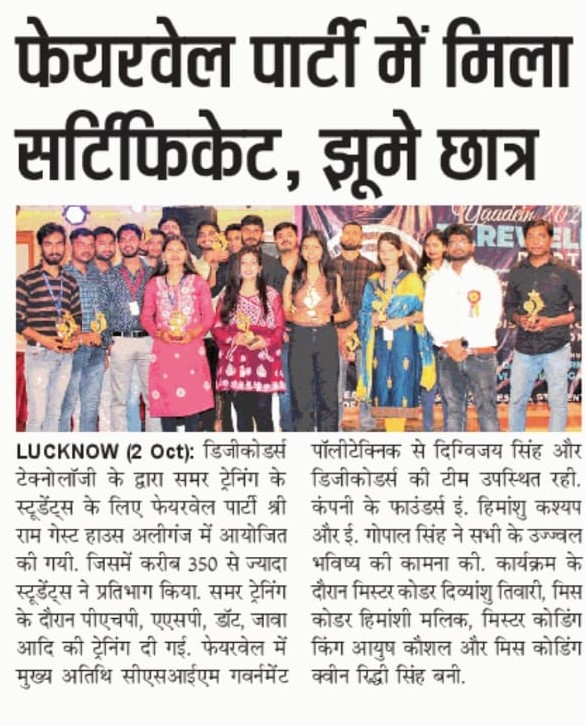 फेयरवेल पार्टी में मिला
सर्टिफिकेट, झूमे छात्र
Yaadein 202
REWEL
LUCKNOW (2 Oct): डिजीकोडर्स
टेक्नोलॉजी के द्वारा समर ट्रेनिंग के
स्टूडेंट्स के लिए फेयरवेल पार्टी श्री
राम गेस्ट हाउस अलीगंज में आयोजित
की गयी. जिसमें करीब 350 से ज्यादा
स्टूडेंट्स ने प्रतिभाग किया. समर ट्रेनिंग
के दौरान पीएचपी, एएसपी, डॉट, जावा
आदि की ट्रेनिंग दी गई. फेयरवेल में
मुख्य अतिथि सीएसआईएम गवर्नमेंट
पॉलीटेक्निक से दिग्विजय सिंह और
डिजीकोडर्स की टीम उपस्थित रही.
कंपनी के फाउंडर्स इं. हिमांशु कश्यप
और ई. गोपाल सिंह ने सभी के उज्ज्वल
भविष्य की कामना की. कार्यक्रम के
दौरान मिस्टर कोडर दिव्यांशु तिवारी, मिस
कोडर हिमांशी मलिक, मिस्टर कोडिंग
किंग आयुष कौशल और मिस कोडिंग
क्वीन रिद्धी सिंह बनी.